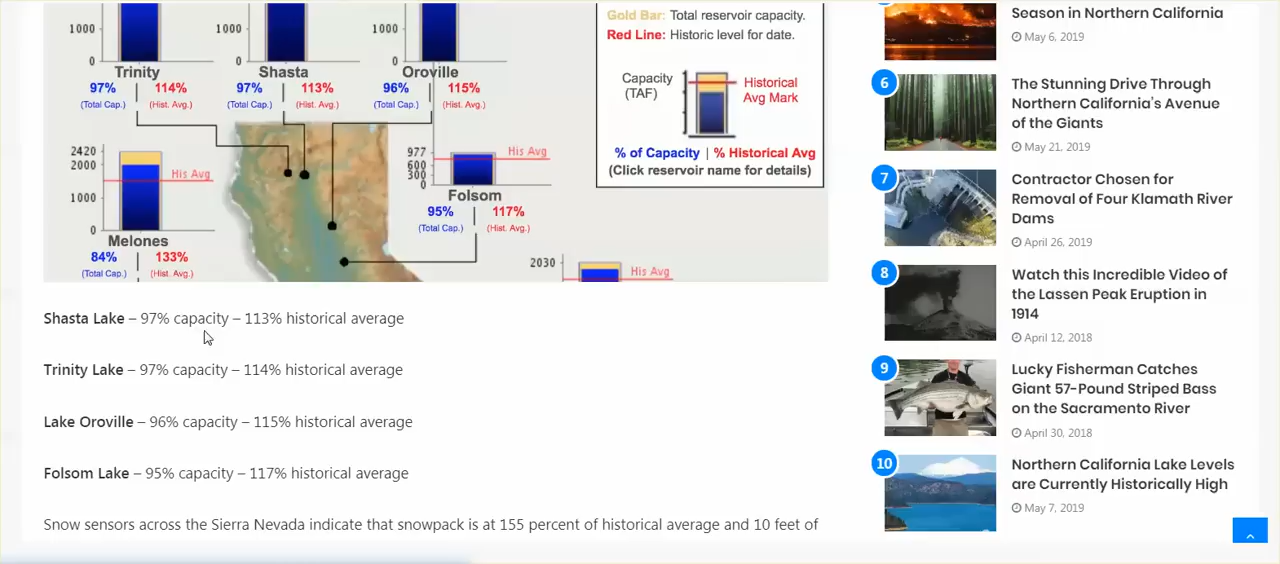 1000
0
Trinity
97%
114%
(Total Cap.)
(Hist. Avg.)
1000
0
Shasta
97%
113%
(Total Cap.)
(Hist. Avg.)
1000
0
Oroville
96%
115%
(Total Cap.)
(Hist. Avg.)
Gold Bar: Total reservoir capacity.
Red Line: Historic level for date.
Capacity
(TAF)
Historical
Avg Mark
% of Capacity | % Historical Avg
(Click reservoir name for details)
2420
2000
1000
0
His Avg
Melones
84%
133%
(Total Cap.)
(Hist. Avg.)
977
600
300
0
His Avg
Folsom
95%
117%
(Total Cap.)
(Hist. Avg.)
2030
His Avg
Shasta Lake – 97% capacity – 113% historical average
Trinity Lake – 97% capacity – 114% historical average
Lake Oroville – 96% capacity – 115% historical average
Folsom Lake – 95% capacity – 117% historical average
Snow sensors across the Sierra Nevada indicate that snowpack is at 155 percent of historical average and 10 feet of
Season in Northern California
May 6, 2019
6
The Stunning Drive Through
Northern California's Avenue
of the Giants
May 21, 2019
7
Contractor Chosen for
Removal of Four Klamath River
Dams
April 26, 2019
8
Watch this Incredible Video of
the Lassen Peak Eruption in
1914
April 12, 2018
9
Lucky Fisherman Catches
Giant 57-Pound Striped Bass
on the Sacramento River
April 30, 2018
10
Northern California Lake Levels
are Currently Historically High
May 7, 2019